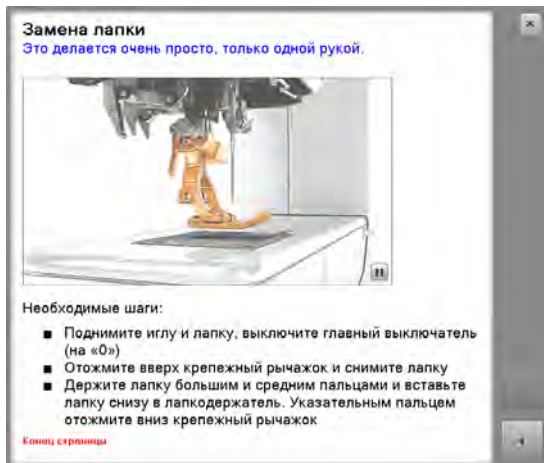 Замена лапки
Это делается очень просто, только одной рукой.
Необходимые шаги:
■ Поднимите иглу и лапку, выключите главный выключатель
(на «0»)
■ Отожмите вверх крепежный рычажок и снимите лапку
■ Держите лапку большим и средним пальцами и вставьте
лапку снизу в лапкодержатель. Указательным пальцем
отожмите вниз крепежный рычажок
Конец страницы